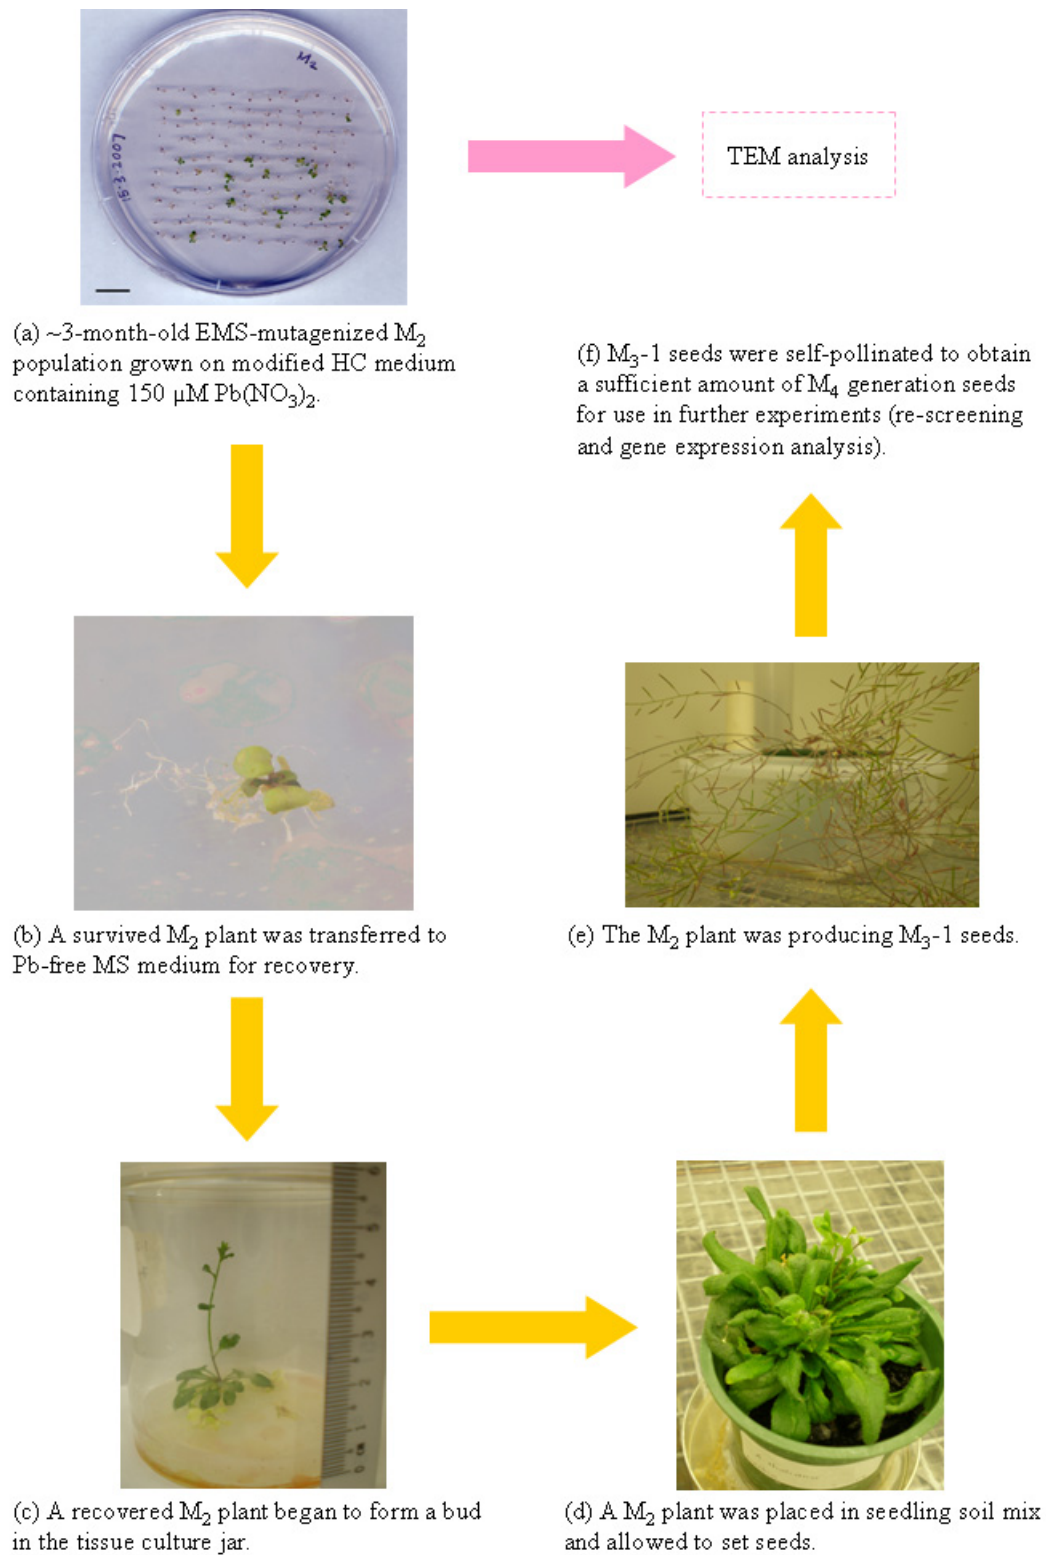 M2
15-3-2007
TEM analysis
(a) ~3-month-old EMS-mutagenized M₂
population grown on modified HC medium
containing 150 µM Pb(NO₃)₂.
(b) A survived M₂ plant was transferred to
Pb-free MS medium for recovery.
(c) A recovered M₂ plant began to form a bud
in the tissue culture jar.
(d) A M₂ plant was placed in seedling soil mix
and allowed to set seeds.
(e) The M₂ plant was producing M₃-1 seeds.
(f) M₃-1 seeds were self-pollinated to obtain
a sufficient amount of M₄ generation seeds
for use in further experiments (re-screening
and gene expression analysis).